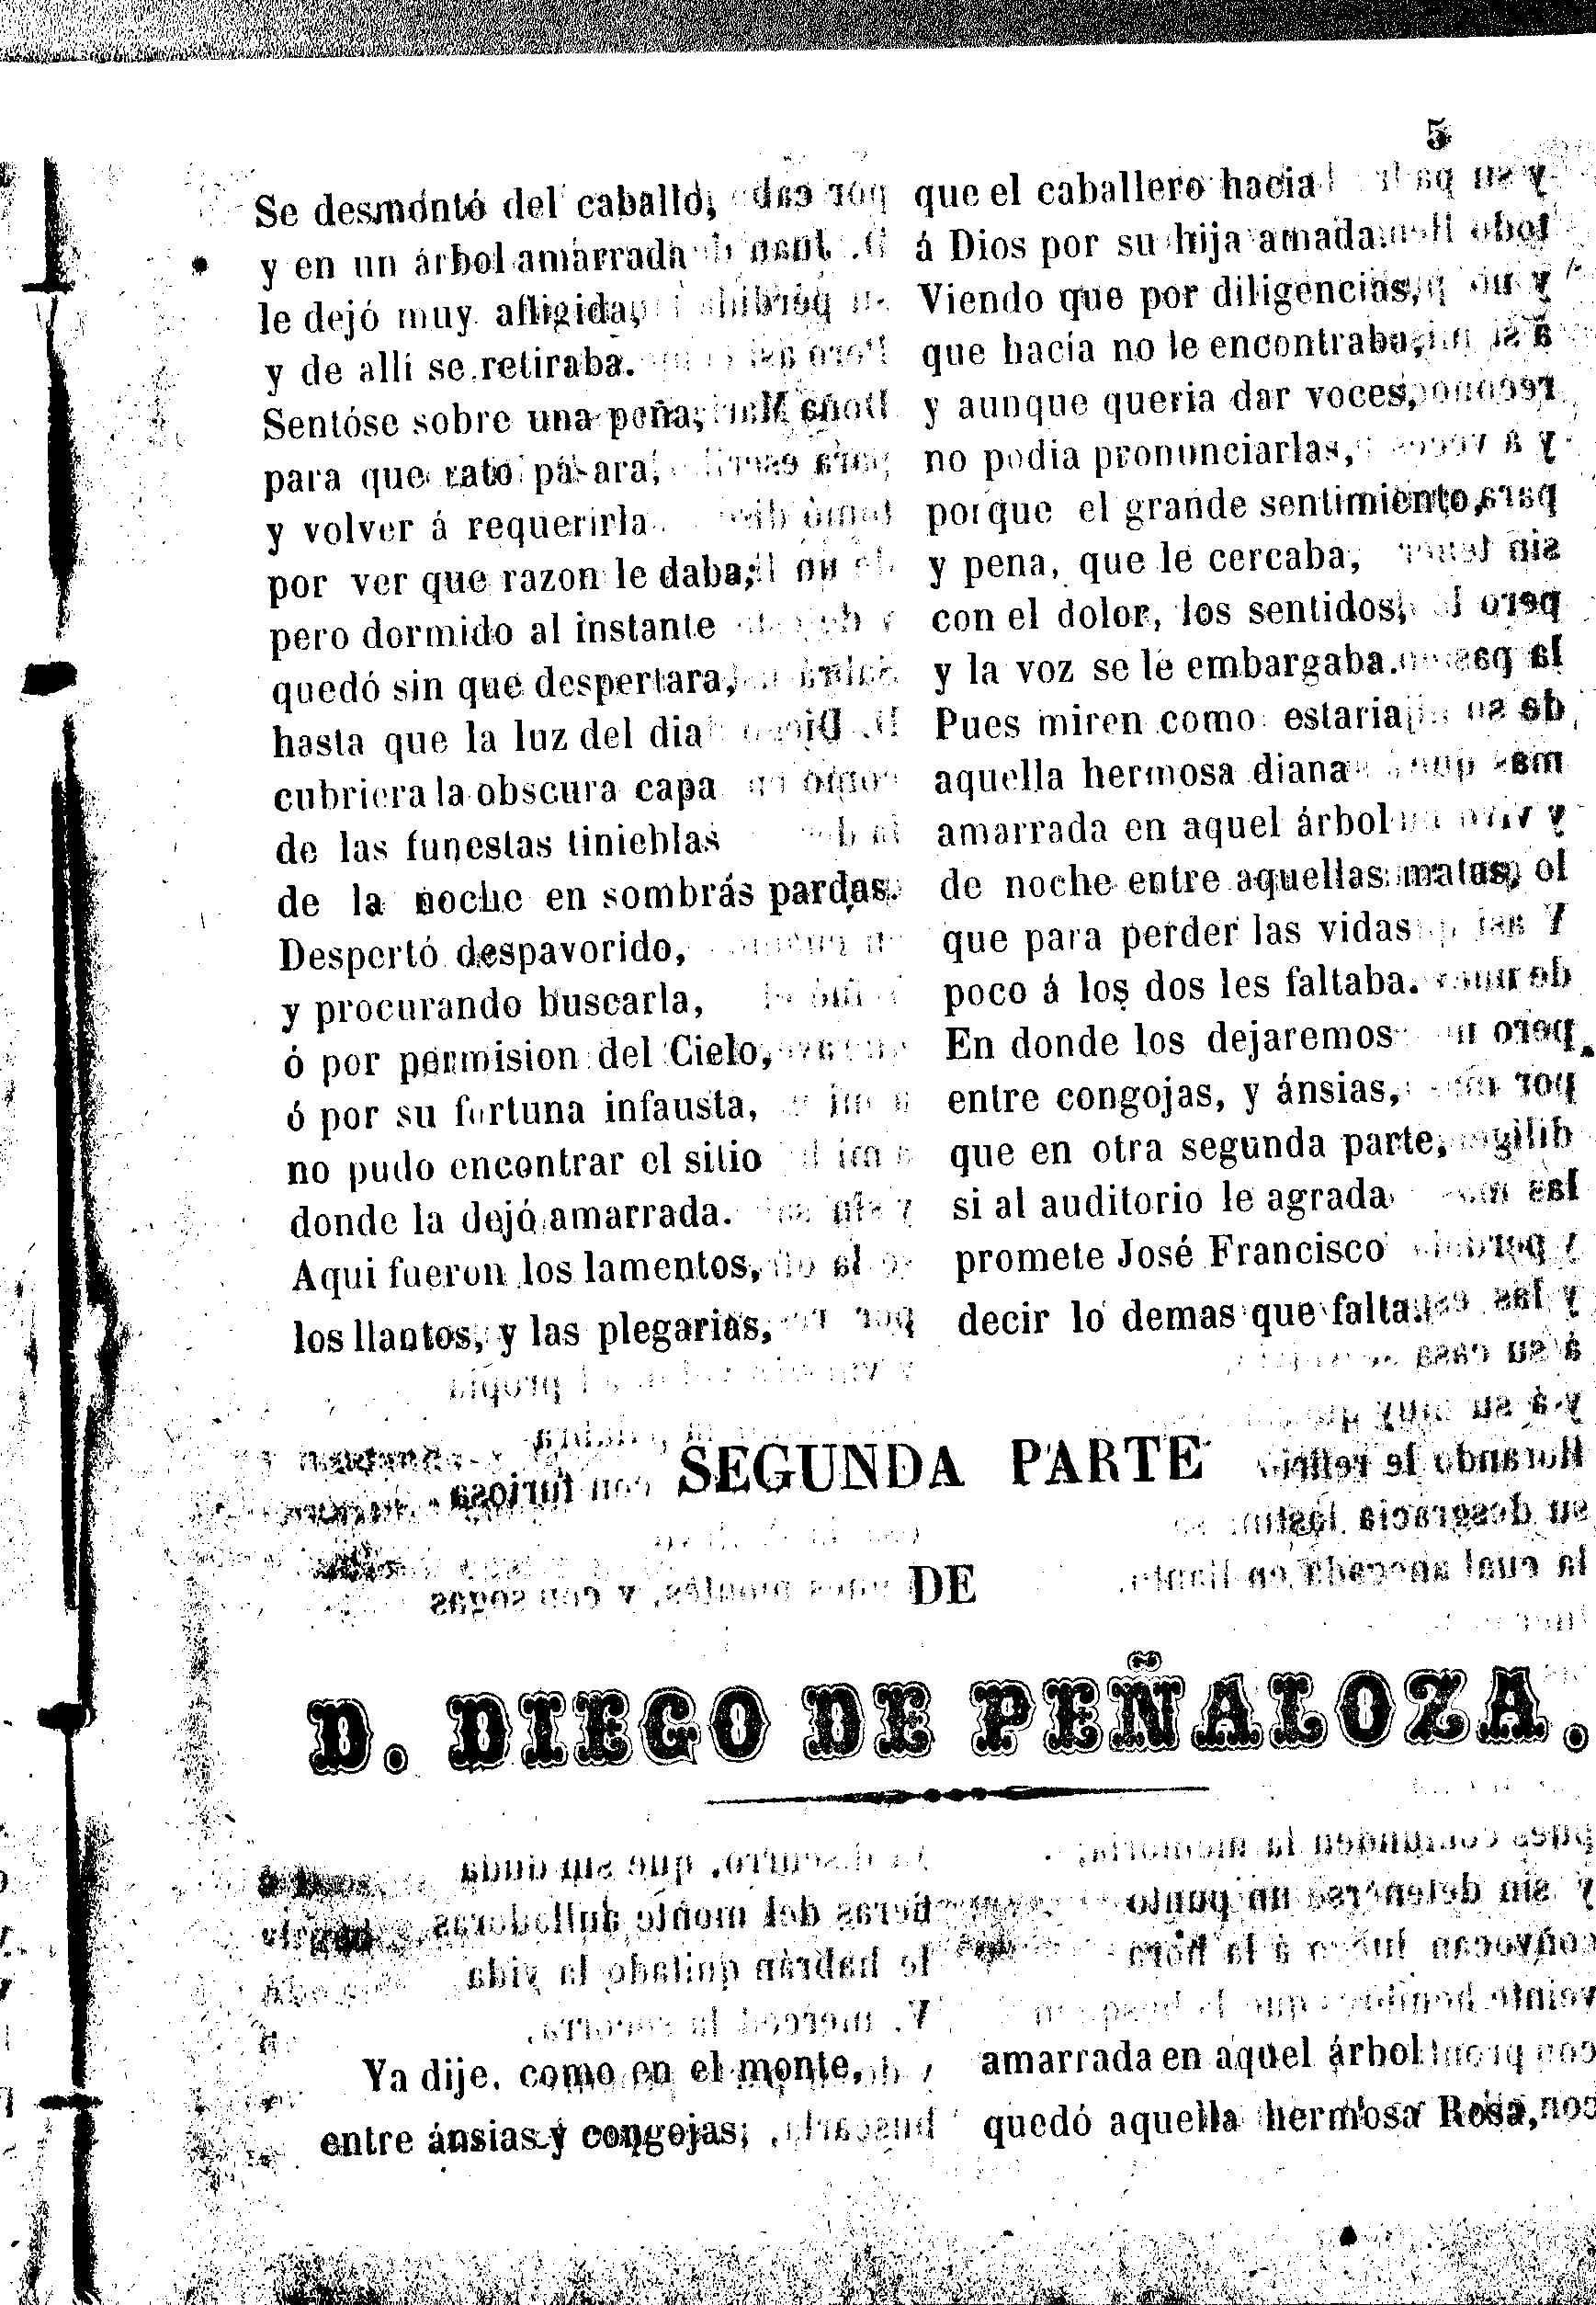 5
Se desmontó del caballo,
y en un árbol amarrada
le dejó muy afligida,
y de allí se retiraba.
Sentóse sobre una peña,
para que rato pasara,
y volver á requerirla
por ver que razon le daba;
pero dormido al instante
quedó sin que despertara,
hasta que la luz del dia
cubriera la obscura capa
de las funestas tinieblas
de la noche en sombrás pardas.
Despertó despavorido,
y procurando buscarla,
ó por permision del Cielo,
ó por su fortuna infausta,
no pudo encontrar el sitio
donde la dejó amarrada.
Aqui fueron los lamentos,
los llantos, y las plegarias,
que el caballero hacia
á Dios por su hija amada.
Viendo que por diligencias,
que hacía no le encontraba,
y aunque queria dar voces,
no podia pronunciarlas,
porque el grande sentimiento,
y pena, que le cercaba,
con el dolor, los sentidos,
y la voz se le embargaba.
Pues miren como estaria
aquella hermosa diana
amarrada en aquel árbol
de noche entre aquellas matas,
que para perder las vidas
poco á los dos les faltaba.
En donde los dejaremos
entre congojas, y ánsias,
que en otra segunda parte,
si al auditorio le agrada
promete José Francisco
decir lo demas que falta.
SEGUNDA PARTE
DE
D. DIEGO DE PEÑALOZA.
Ya dije, como en el monte,
entre ánsias y congojas,
amarrada en aquel árbol
quedó aquella hermosa Rosa,